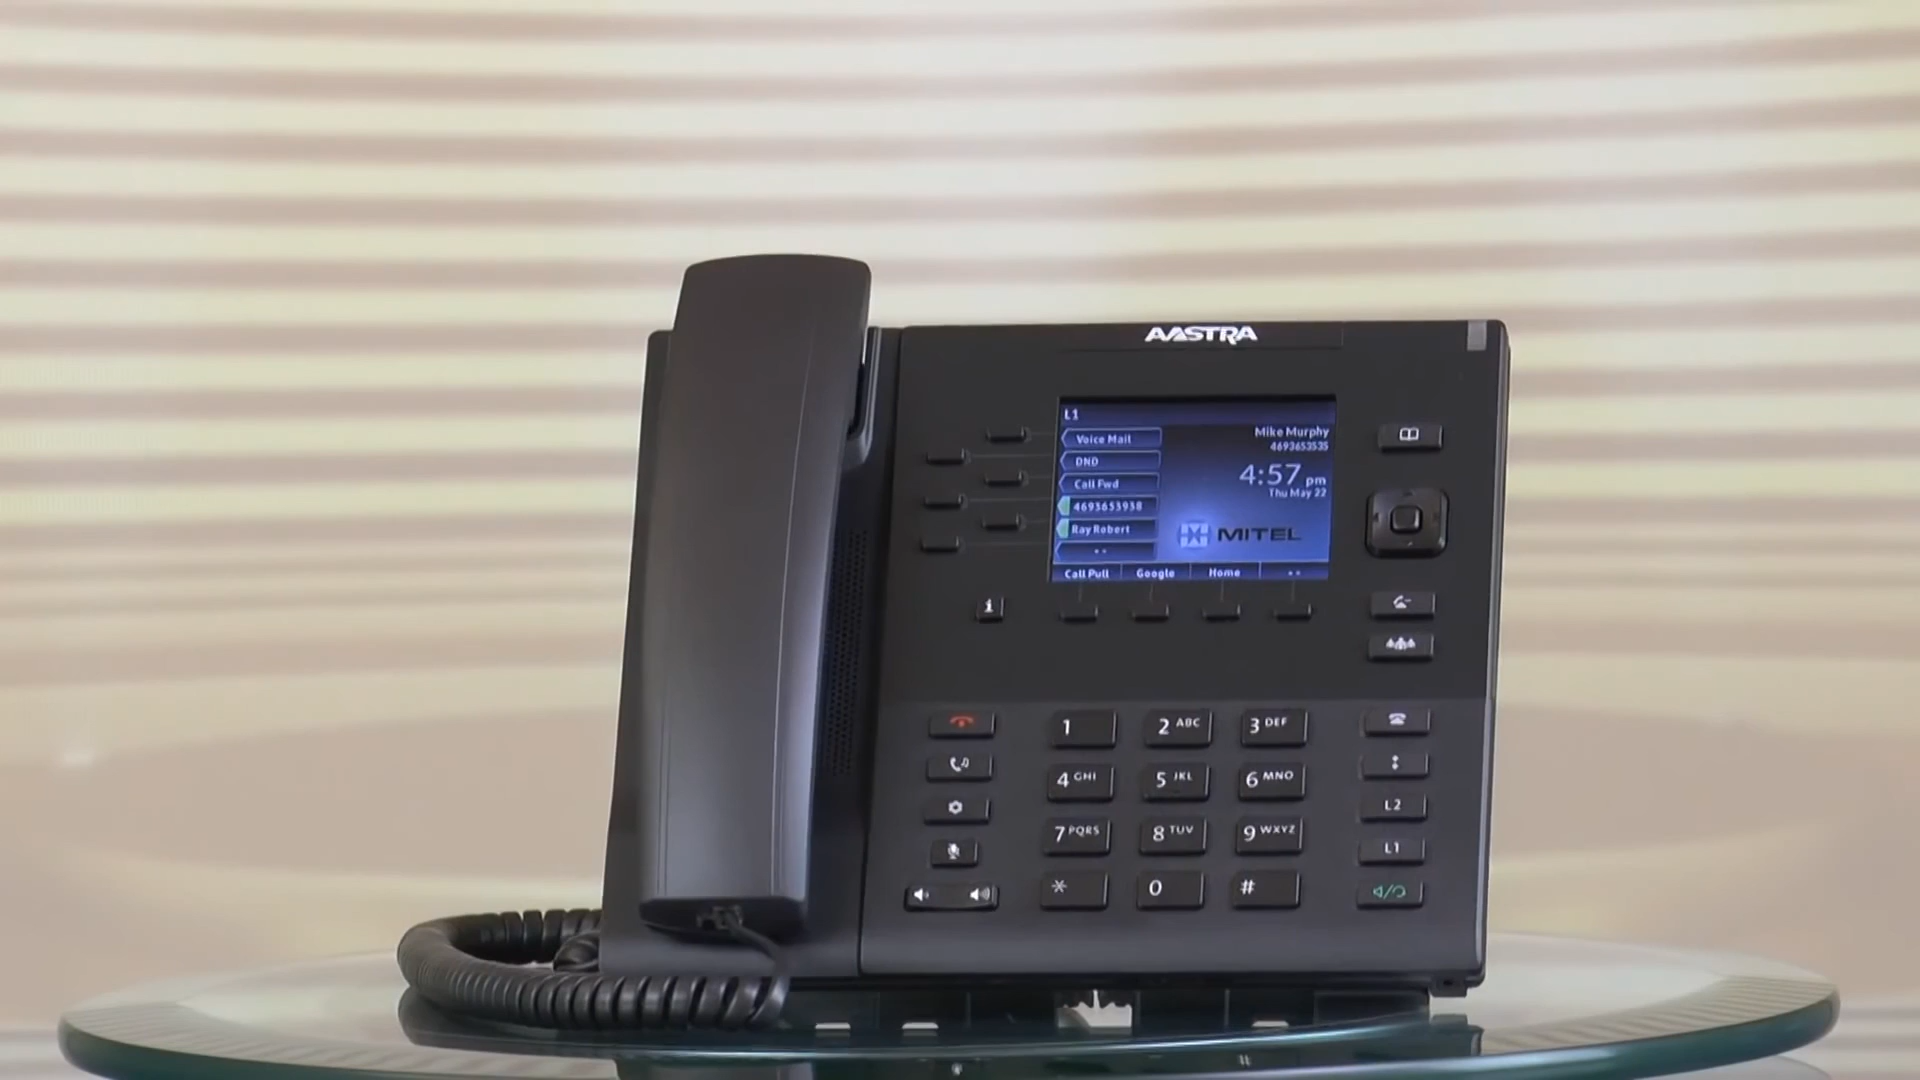 AASTRA
L1
Voice Mail
Mike Murphy
4693653535
DND
4:57 pm
Call Fwd
Thu May 22
4693653938
Ray Robert
MITEL
Call Pull Google Home
1
2 ABC
3 DEF
4 GHI
5 JKL
6 MNO
L2
7 PQRS
8 TUV
9 WXYZ
L1
*
0
#